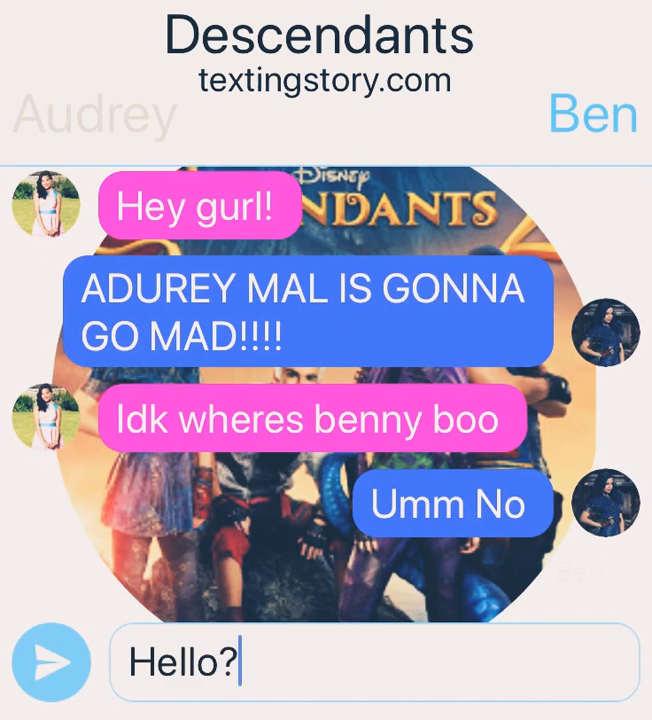 Descendants
textingstory.com
Audrey
Ben
Disney
NDANTS
Hey gurl!
ADUREY MAL IS GONNA
GO MAD!!!!
Idk wheres benny boo
Umm No
Ben
Hello?